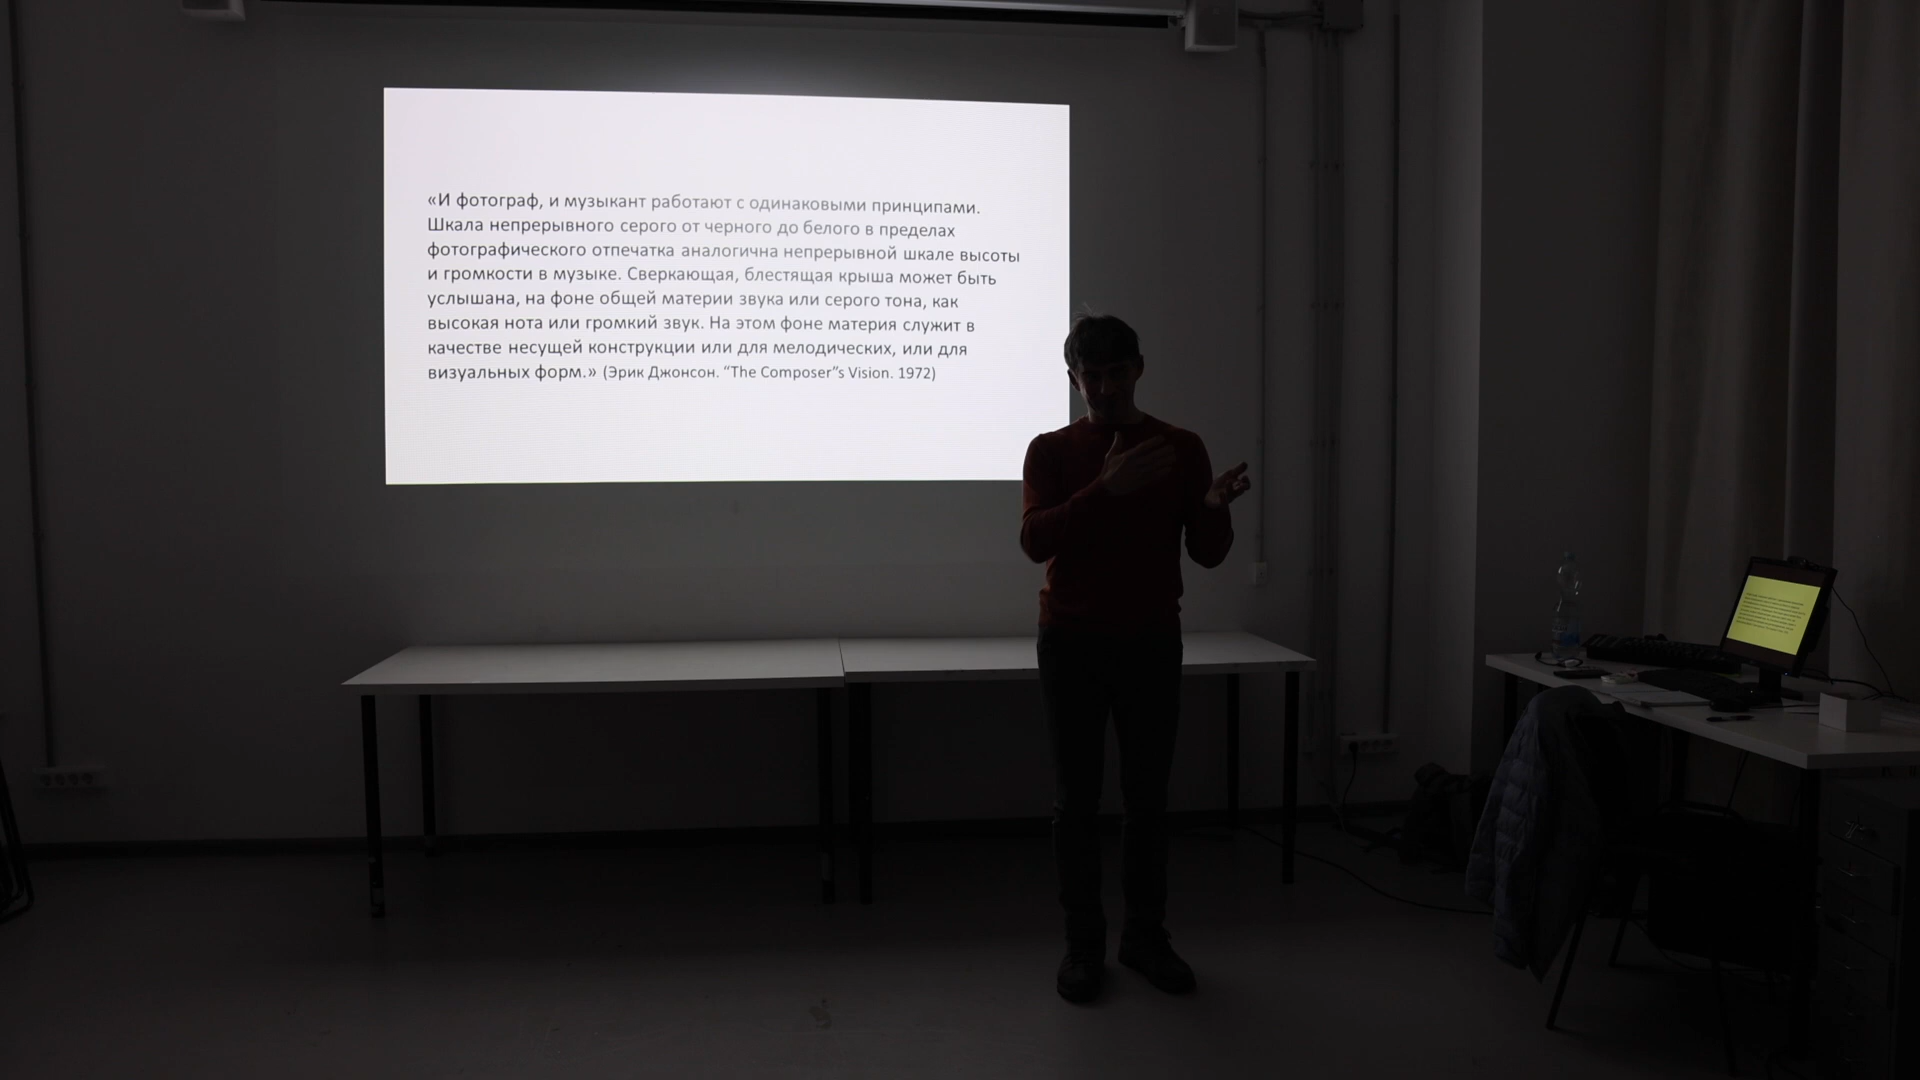 «И фотограф, и музыкант работают с одинаковыми принципами.
Шкала непрерывного серого от черного до белого в пределах
фотографического отпечатка аналогична непрерывной шкале высоты
и громкости в музыке. Сверкающая, блестящая крыша может быть
услышана, на фоне общей материи звука или серого тона, как
высокая нота или громкий звук. На этом фоне материя служит в
качестве несущей конструкции или для мелодических, или для
визуальных форм.» (Эрик Джонсон. “The Composer”s Vision. 1972)